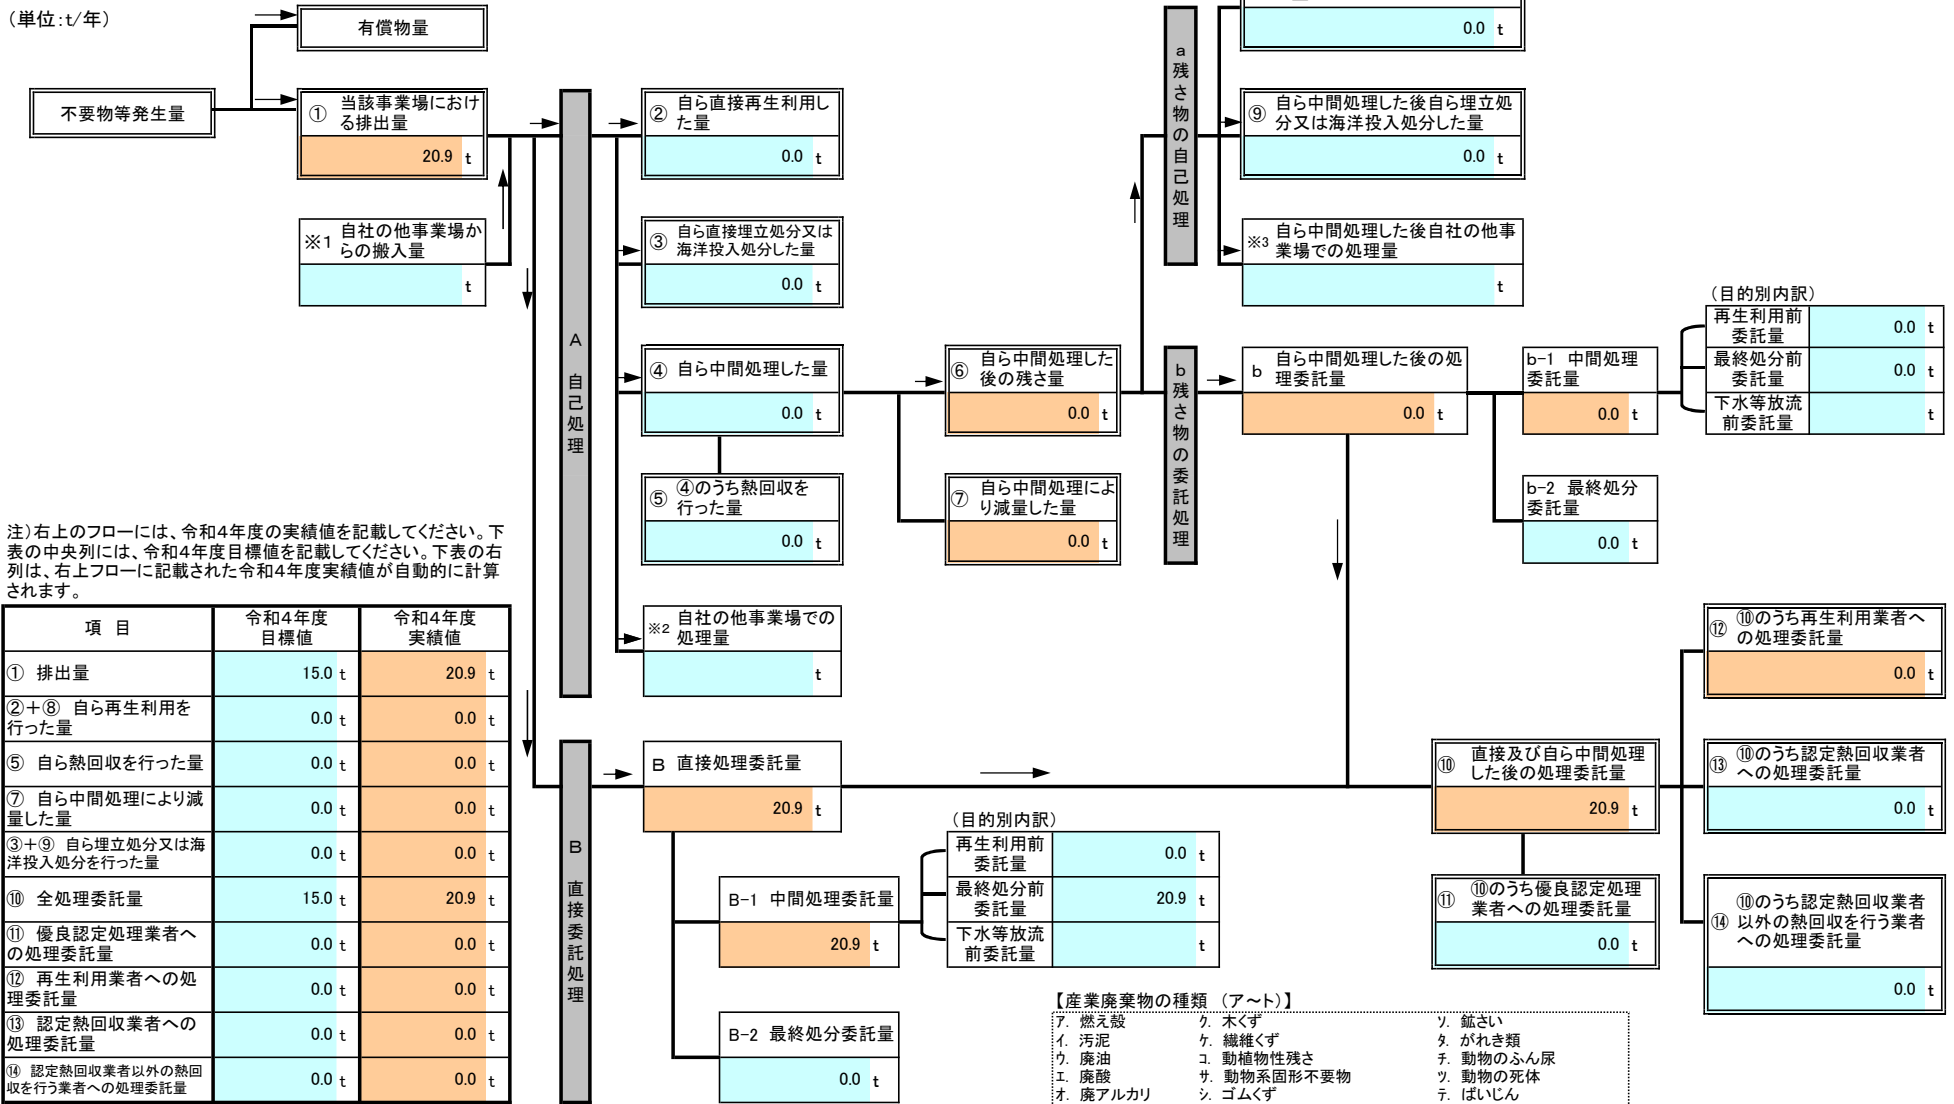 （単位：t/年）
有償物量
不要物等発生量
① 当該事業場におけ
る排出量
20.9 t
※1 自社の他事業場か
らの搬入量
t
A 自己処理
② 自ら直接再生利用し
た量
0.0 t
③ 自ら直接埋立処分又は
海洋投入処分した量
0.0 t
④ 自ら中間処理した量
0.0 t
⑤ ④のうち熱回収を
行った量
0.0 t
※2 自社の他事業場での
処理量
t
⑥ 自ら中間処理した
後の残さ量
0.0 t
⑦ 自ら中間処理によ
り減量した量
0.0 t
a残さ物の自己処理
0.0 t
⑨ 自ら中間処理した後自ら埋立処
分又は海洋投入処分した量
0.0 t
※3 自ら中間処理した後自社の他事
業場での処理量
t
b残さ物の委託処理
b 自ら中間処理した後の処
理委託量
0.0 t
b-1 中間処理
委託量
0.0 t
（目的別内訳）
再生利用前
委託量
0.0 t
最終処分前
委託量
0.0 t
下水等放流
前委託量
t
b-2 最終処分
委託量
0.0 t
注）右上のフローには、令和４年度の実績値を記載してください。下
表の中央列には、令和４年度目標値を記載してください。下表の右
列は、右上フローに記載された令和４年度実績値が自動的に計算
されます。
項 目 令和４年度
目標値 令和４年度
実績値
① 排出量 15.0 t 20.9 t
②＋⑧ 自ら再生利用を
行った量 0.0 t 0.0 t
⑤ 自ら熱回収を行った量 0.0 t 0.0 t
⑦ 自ら中間処理により減
量した量 0.0 t 0.0 t
③＋⑨ 自ら埋立処分又は海
洋投入処分を行った量 0.0 t 0.0 t
⑩ 全処理委託量 15.0 t 20.9 t
⑪ 優良認定処理業者へ
の処理委託量 0.0 t 0.0 t
⑫ 再生利用業者への処
理委託量 0.0 t 0.0 t
⑬ 認定熱回収業者への
処理委託量 0.0 t 0.0 t
⑭ 認定熱回収業者以外の熱回
収を行う業者への処理委託量 0.0 t 0.0 t
B 直接委託処理
B 直接処理委託量
20.9 t
B-1 中間処理委託量
20.9 t
（目的別内訳）
再生利用前
委託量
0.0 t
最終処分前
委託量
20.9 t
下水等放流
前委託量
t
B-2 最終処分委託量
0.0 t
⑩ 直接及び自ら中間処理
した後の処理委託量
20.9 t
⑪ ⑩のうち優良認定処理
業者への処理委託量
0.0 t
⑫ ⑩のうち再生利用業者へ
の処理委託量
0.0 t
⑬ ⑩のうち認定熱回収業者
への処理委託量
0.0 t
⑭ ⑩のうち認定熱回収業者
以外の熱回収を行う業者
への処理委託量
0.0 t
【産業廃棄物の種類 （ア～ト）】
ア. 燃え殻 ク. 木くず ソ. 鉱さい
イ. 汚泥 ケ. 繊維くず タ. がれき類
ウ. 廃油 コ. 動植物性残さ チ. 動物のふん尿
エ. 廃酸 サ. 動物系固形不要物 ツ. 動物の死体
オ. 廃アルカリ シ. ゴムくず テ. ばいじん